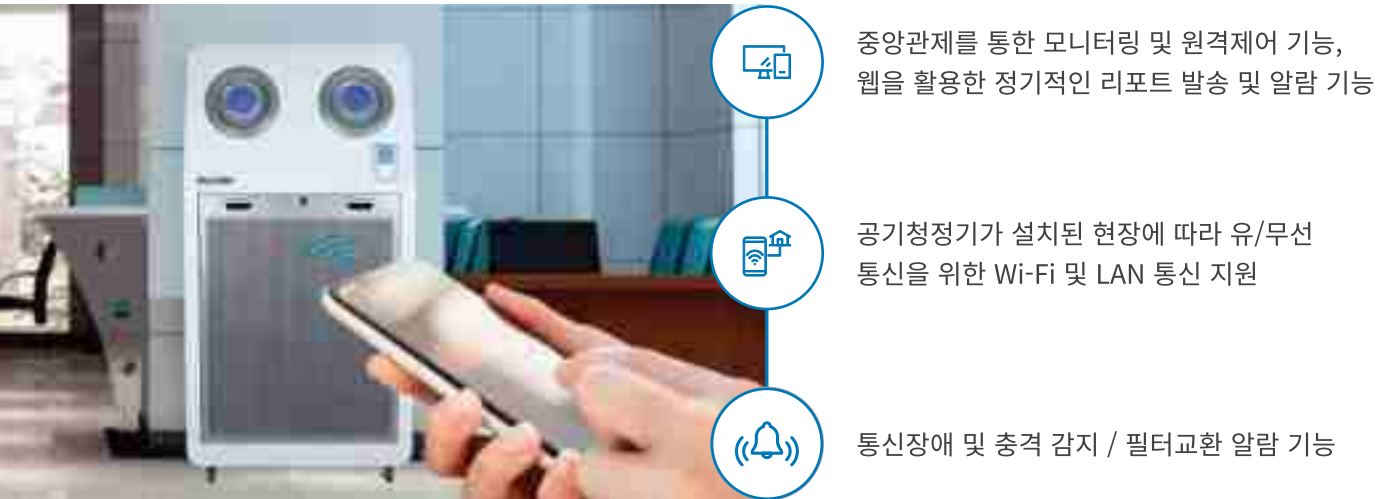 중앙관제를 통한 모니터링 및 원격제어 기능,
웹을 활용한 정기적인 리포트 발송 및 알람 기능
공기청정기가 설치된 현장에 따라 유/무선
통신을 위한 Wi-Fi 및 LAN 통신 지원
통신장애 및 충격 감지 / 필터교환 알람 기능